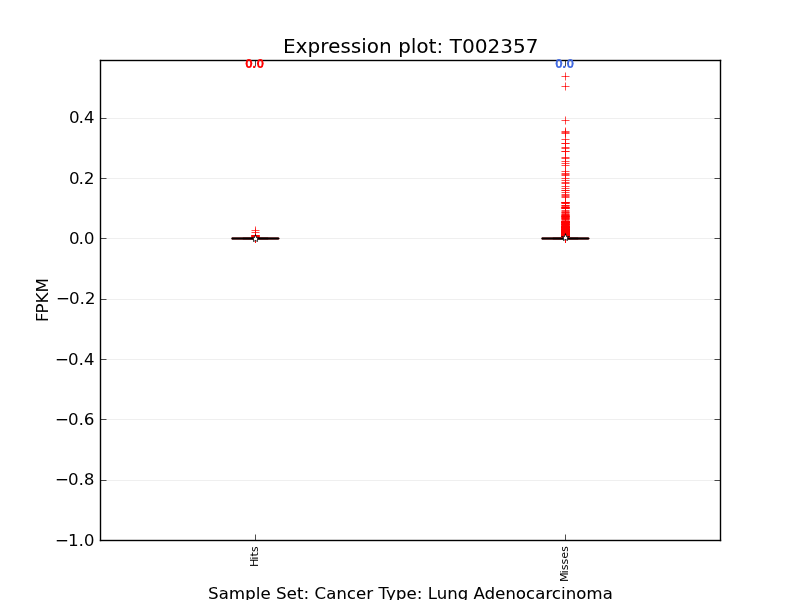 Expression plot: T002357
0.0 0.0
0.4
0.2
0.0
−0.2
−0.4
−0.6
−0.8
−1.0
FPKM
Hits Misses
Sample Set: Cancer Type: Lung Adenocarcinoma